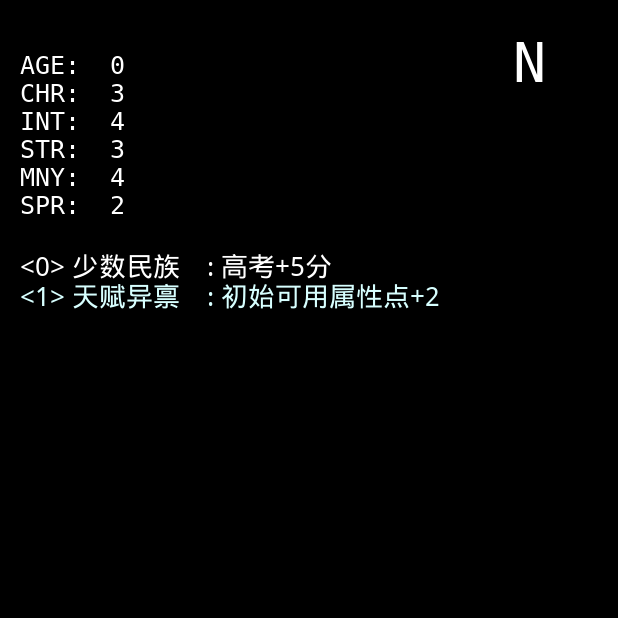 N
AGE: 0
CHR: 3
INT: 4
STR: 3
MNY: 4
SPR: 2
<0> 少数民族 :高考+5分
<1> 天赋异禀 :初始可用属性点+2